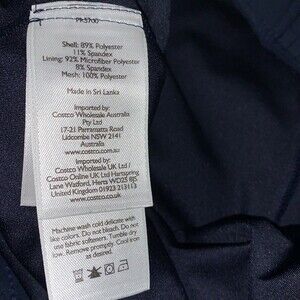 PK5700
Shell: 89% Polyester
11% Spandex
Lining: 92% Microfiber Polyester
8% Spandex
Mesh: 100% Polyester
Made in Sri Lanka
Imported by:
Costco Wholesale Australia
Pty Ltd
17-21 Parramatta Road
Lidcombe NSW 2141
Australia
www.costco.com.au
Imported by:
Costco Wholesale UK Ltd /
Costco Online UK Ltd Hartspring
Lane Watford, Herts WD25 8JS
United Kingdom 01923 213113
www.costco.co.uk
Machine wash cold delicate with
like colors. Do not bleach. Do not
use fabric softeners. Tumble dry
low. Remove promptly. Cool iron
as desired.